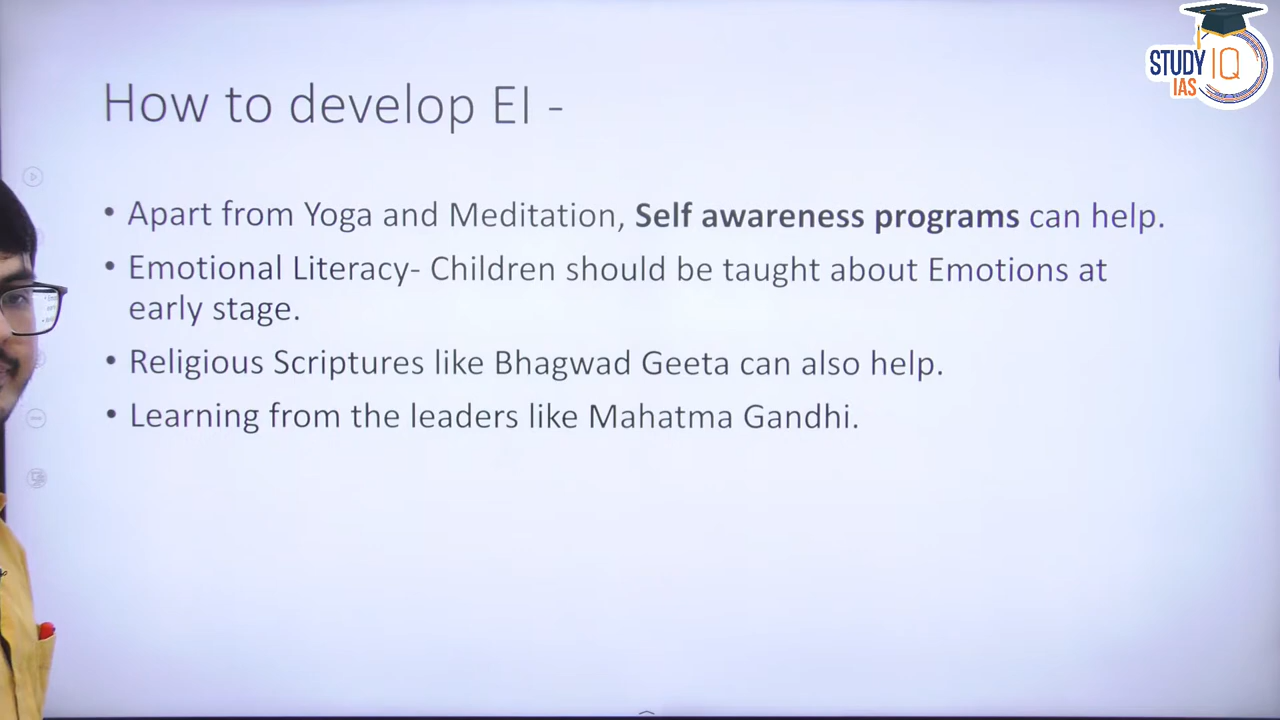 STUDY IQ
IAS
How to develop EI -
• Apart from Yoga and Meditation, Self awareness programs can help.
• Emotional Literacy- Children should be taught about Emotions at
early stage.
• Religious Scriptures like Bhagwad Geeta can also help.
• Learning from the leaders like Mahatma Gandhi.